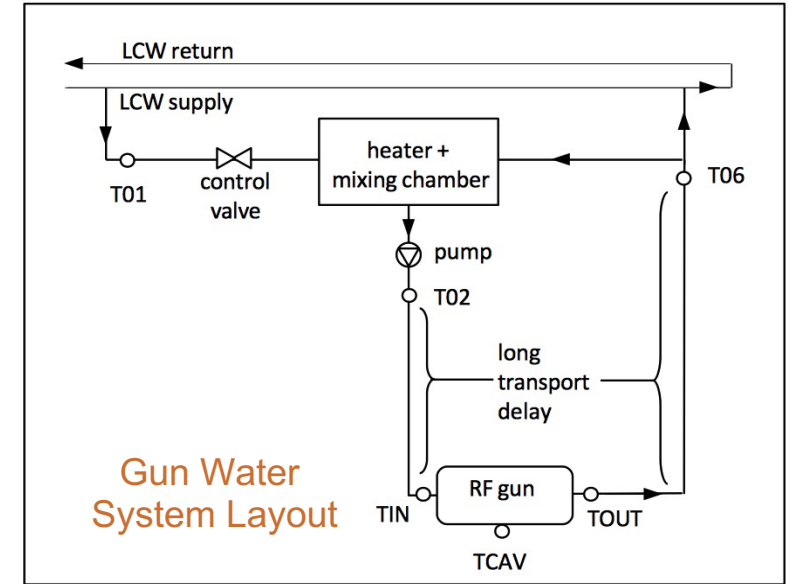 LCW return
LCW supply
heater +
mixing chamber
T01
control
valve
T06
pump
T02
long
transport
delay
Gun Water
System Layout
RF gun
TIN
TOUT
TCAV